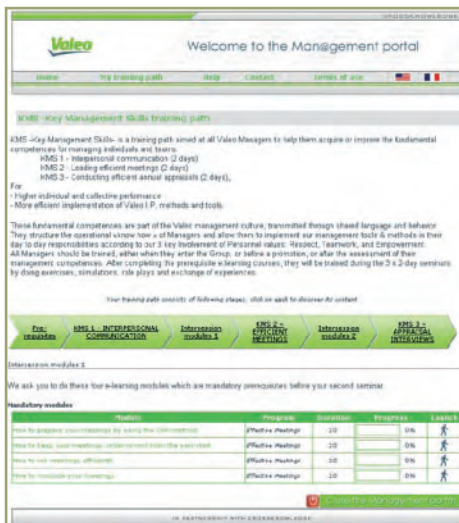 CROSSKNOWLEDGE
Valeo
Welcome to the Man@gement portal
Home My training path Help Contact Terms of use
KMS -Key Management Skills training path
KMS -Key Management Skills- is a training path aimed at all Valeo Managers to help them acquire or improve the fundamental
competences for managing individuals and teams.
KMS 1 - Interpersonal communication (2 days)
KMS 2 - Leading efficient meetings (2 days)
KMS 3 - Conducting efficient annual appraisals (2 days),
For
- Higher individual and collective performance
- More efficient implementation of Valeo I.P. methods and tools.
These fundamental competences are part of the Valeo management culture, transmitted through shared language and behavior
They structure the operational «know how » of Managers and allow them to implement our management tools & methods in their
day to day responsibilities according to our 3 key Involvement of Personnel values: Respect, Teamwork, and Empowerment.
All Managers should be trained, either when they enter the Group, or before a promotion, or after the assessment of their
management competences. After completing the prerequisite e-learning courses, they will be trained during the 3 x 2-day seminars
by doing exercises, simulations, role plays and exchange of experiences.
Your training path consists of following stages, click on each to discover its content
Pre-requisites
KMS 1 - INTERPERSONAL COMMUNICATION
Intersession modules 1
KMS 2 - EFFICIENT MEETINGS
Intersession modules 2
KMS 3 - APPRAISAL INTERVIEWS
Intersession modules 1
We ask you to do these four e-learning modules which are mandatory prerequisites before your second seminar
Mandatory modules
Module Program Duration Progress Launch
How to prepare your meetings by using the method Effective Meetings 30 0%
How to keep your meetings under control from the very start Effective Meetings 30 0%
How to run meetings efficiently Effective Meetings 30 0%
How to conclude your meetings Effective Meetings 30 0%
Close the Management portal
IN PARTNERSHIP WITH CROSSKNOWLEDGE